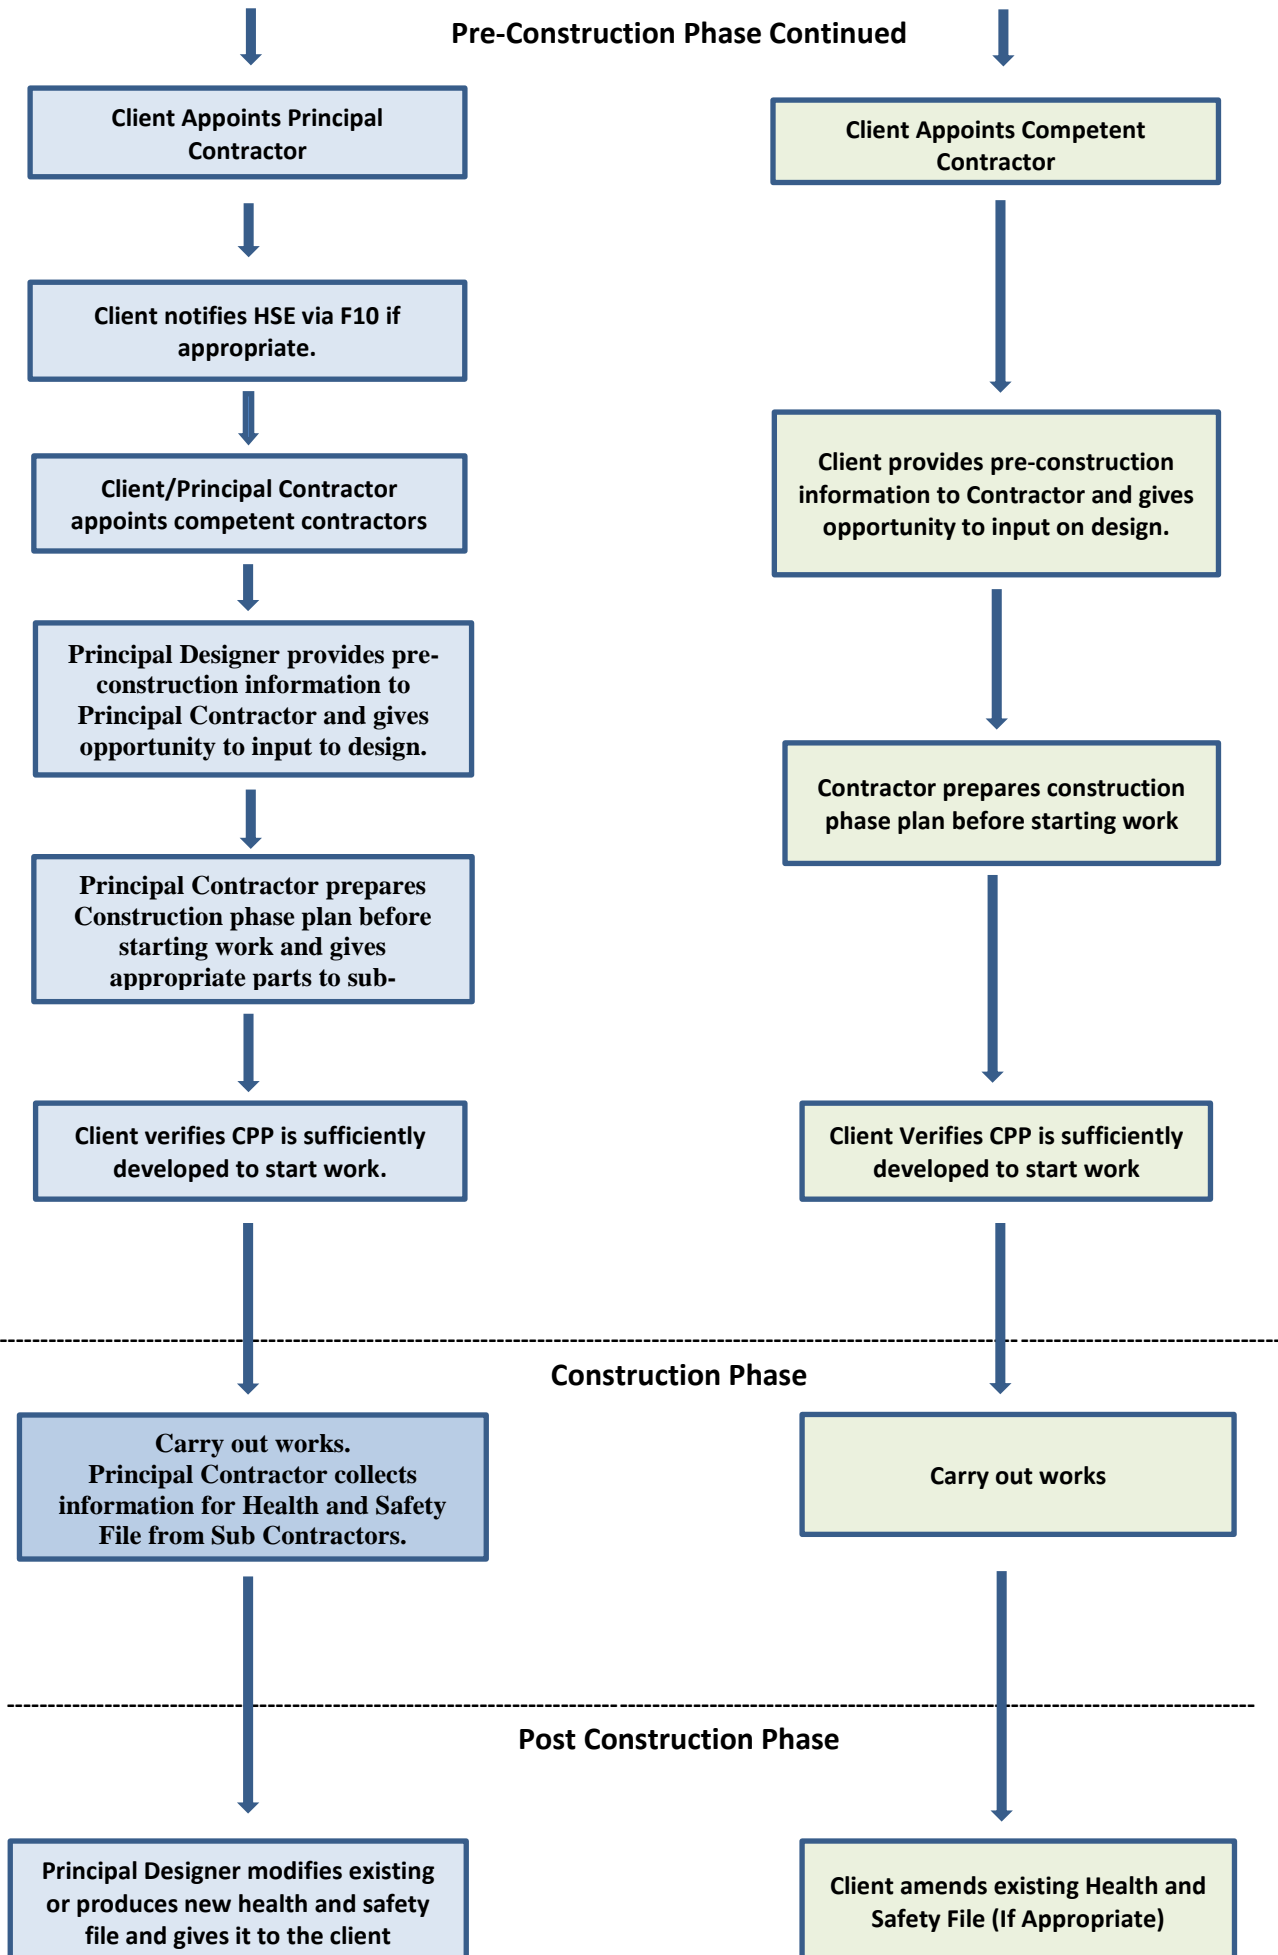 Pre-Construction Phase Continued
Client Appoints Principal
Contractor
Client notifies HSE via F10 if
appropriate.
Client/Principal Contractor
appoints competent contractors
Principal Designer provides pre-
construction information to
Principal Contractor and gives
opportunity to input to design.
Principal Contractor prepares
Construction phase plan before
starting work and gives
appropriate parts to sub-
Client verifies CPP is sufficiently
developed to start work.
Client Appoints Competent
Contractor
Client provides pre-construction
information to Contractor and gives
opportunity to input on design.
Contractor prepares construction
phase plan before starting work
Client Verifies CPP is sufficiently
developed to start work
Construction Phase
Carry out works.
Principal Contractor collects
information for Health and Safety
File from Sub Contractors.
Carry out works
Post Construction Phase
Principal Designer modifies existing
or produces new health and safety
file and gives it to the client
Client amends existing Health and
Safety File (If Appropriate)